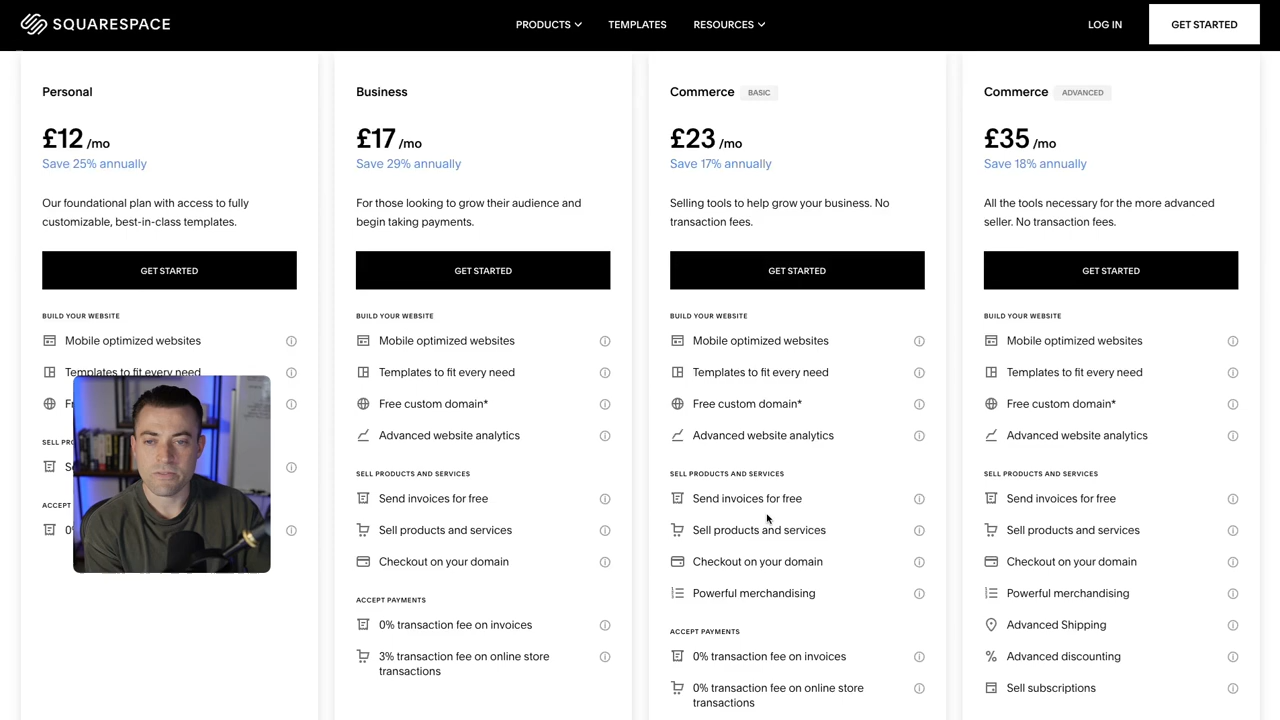 SQUARESPACE
PRODUCTS
TEMPLATES
RESOURCES
LOG IN
GET STARTED
Personal
£12 /mo
Save 25% annually
Our foundational plan with access to fully
customizable, best-in-class templates.
GET STARTED
BUILD YOUR WEBSITE
Mobile optimized websites
Templates to fit every need
ACCEPT
0%
Business
£17 /mo
Save 29% annually
For those looking to grow their audience and
begin taking payments.
GET STARTED
BUILD YOUR WEBSITE
Mobile optimized websites
Templates to fit every need
Free custom domain*
Advanced website analytics
SELL PRODUCTS AND SERVICES
Send invoices for free
Sell products and services
Checkout on your domain
ACCEPT PAYMENTS
0% transaction fee on invoices
3% transaction fee on online store
transactions
Commerce BASIC
£23 /mo
Save 17% annually
Selling tools to help grow your business. No
transaction fees.
GET STARTED
BUILD YOUR WEBSITE
Mobile optimized websites
Templates to fit every need
Free custom domain*
Advanced website analytics
SELL PRODUCTS AND SERVICES
Send invoices for free
Sell products and services
Checkout on your domain
Powerful merchandising
ACCEPT PAYMENTS
0% transaction fee on invoices
0% transaction fee on online store
transactions
Commerce ADVANCED
£35 /mo
Save 18% annually
All the tools necessary for the more advanced
seller. No transaction fees.
GET STARTED
BUILD YOUR WEBSITE
Mobile optimized websites
Templates to fit every need
Free custom domain*
Advanced website analytics
SELL PRODUCTS AND SERVICES
Send invoices for free
Sell products and services
Checkout on your domain
Powerful merchandising
Advanced Shipping
Advanced discounting
Sell subscriptions